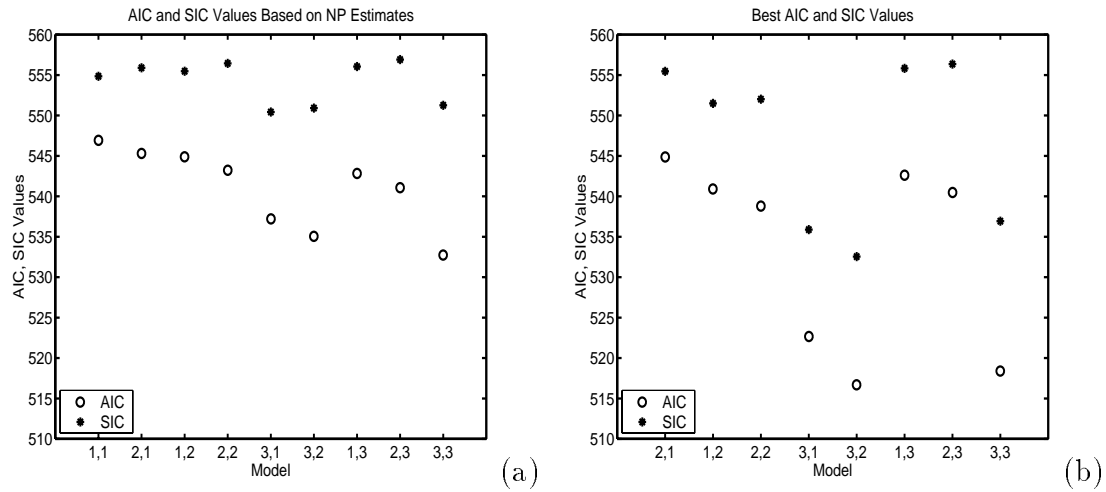 AIC and SIC Values Based on NP Estimates
560
555
550
545
540
535
530
525
520
515
510
AIC, SIC Values
AIC
SIC
1,1 2,1 1,2 2,2 3,1 3,2 1,3 2,3 3,3
Model
(a)
Best AIC and SIC Values
560
555
550
545
540
535
530
525
520
515
510
AIC, SIC Values
AIC
SIC
2,1 1,2 2,2 3,1 3,2 1,3 2,3 3,3
Model
(b)